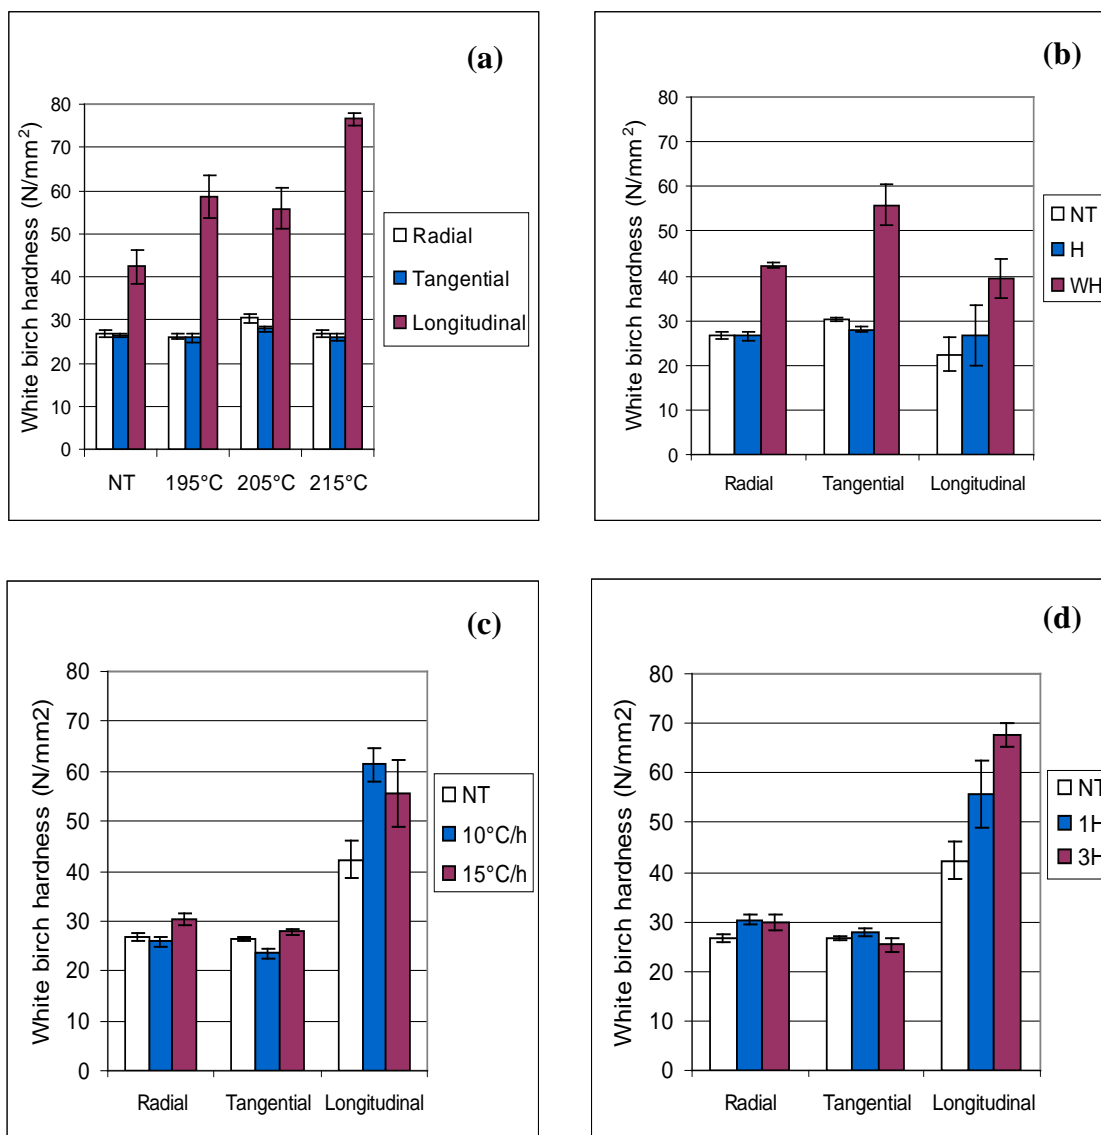 (a)
White birch hardness (N/mm²)
80
70
60
50
40
30
20
10
0
NT 195°C 205°C 215°C
Radial
Tangential
Longitudinal
(b)
White birch hardness (N/mm²)
80
70
60
50
40
30
20
10
0
Radial Tangential Longitudinal
NT
H
WH
(c)
White birch hardness (N/mm2)
80
70
60
50
40
30
20
10
0
Radial Tangential Longitudinal
NT
10°C/h
15°C/h
(d)
White birch hardness (N/mm2)
80
70
60
50
40
30
20
10
0
Radial Tangential Longitudinal
NT
1H
3H